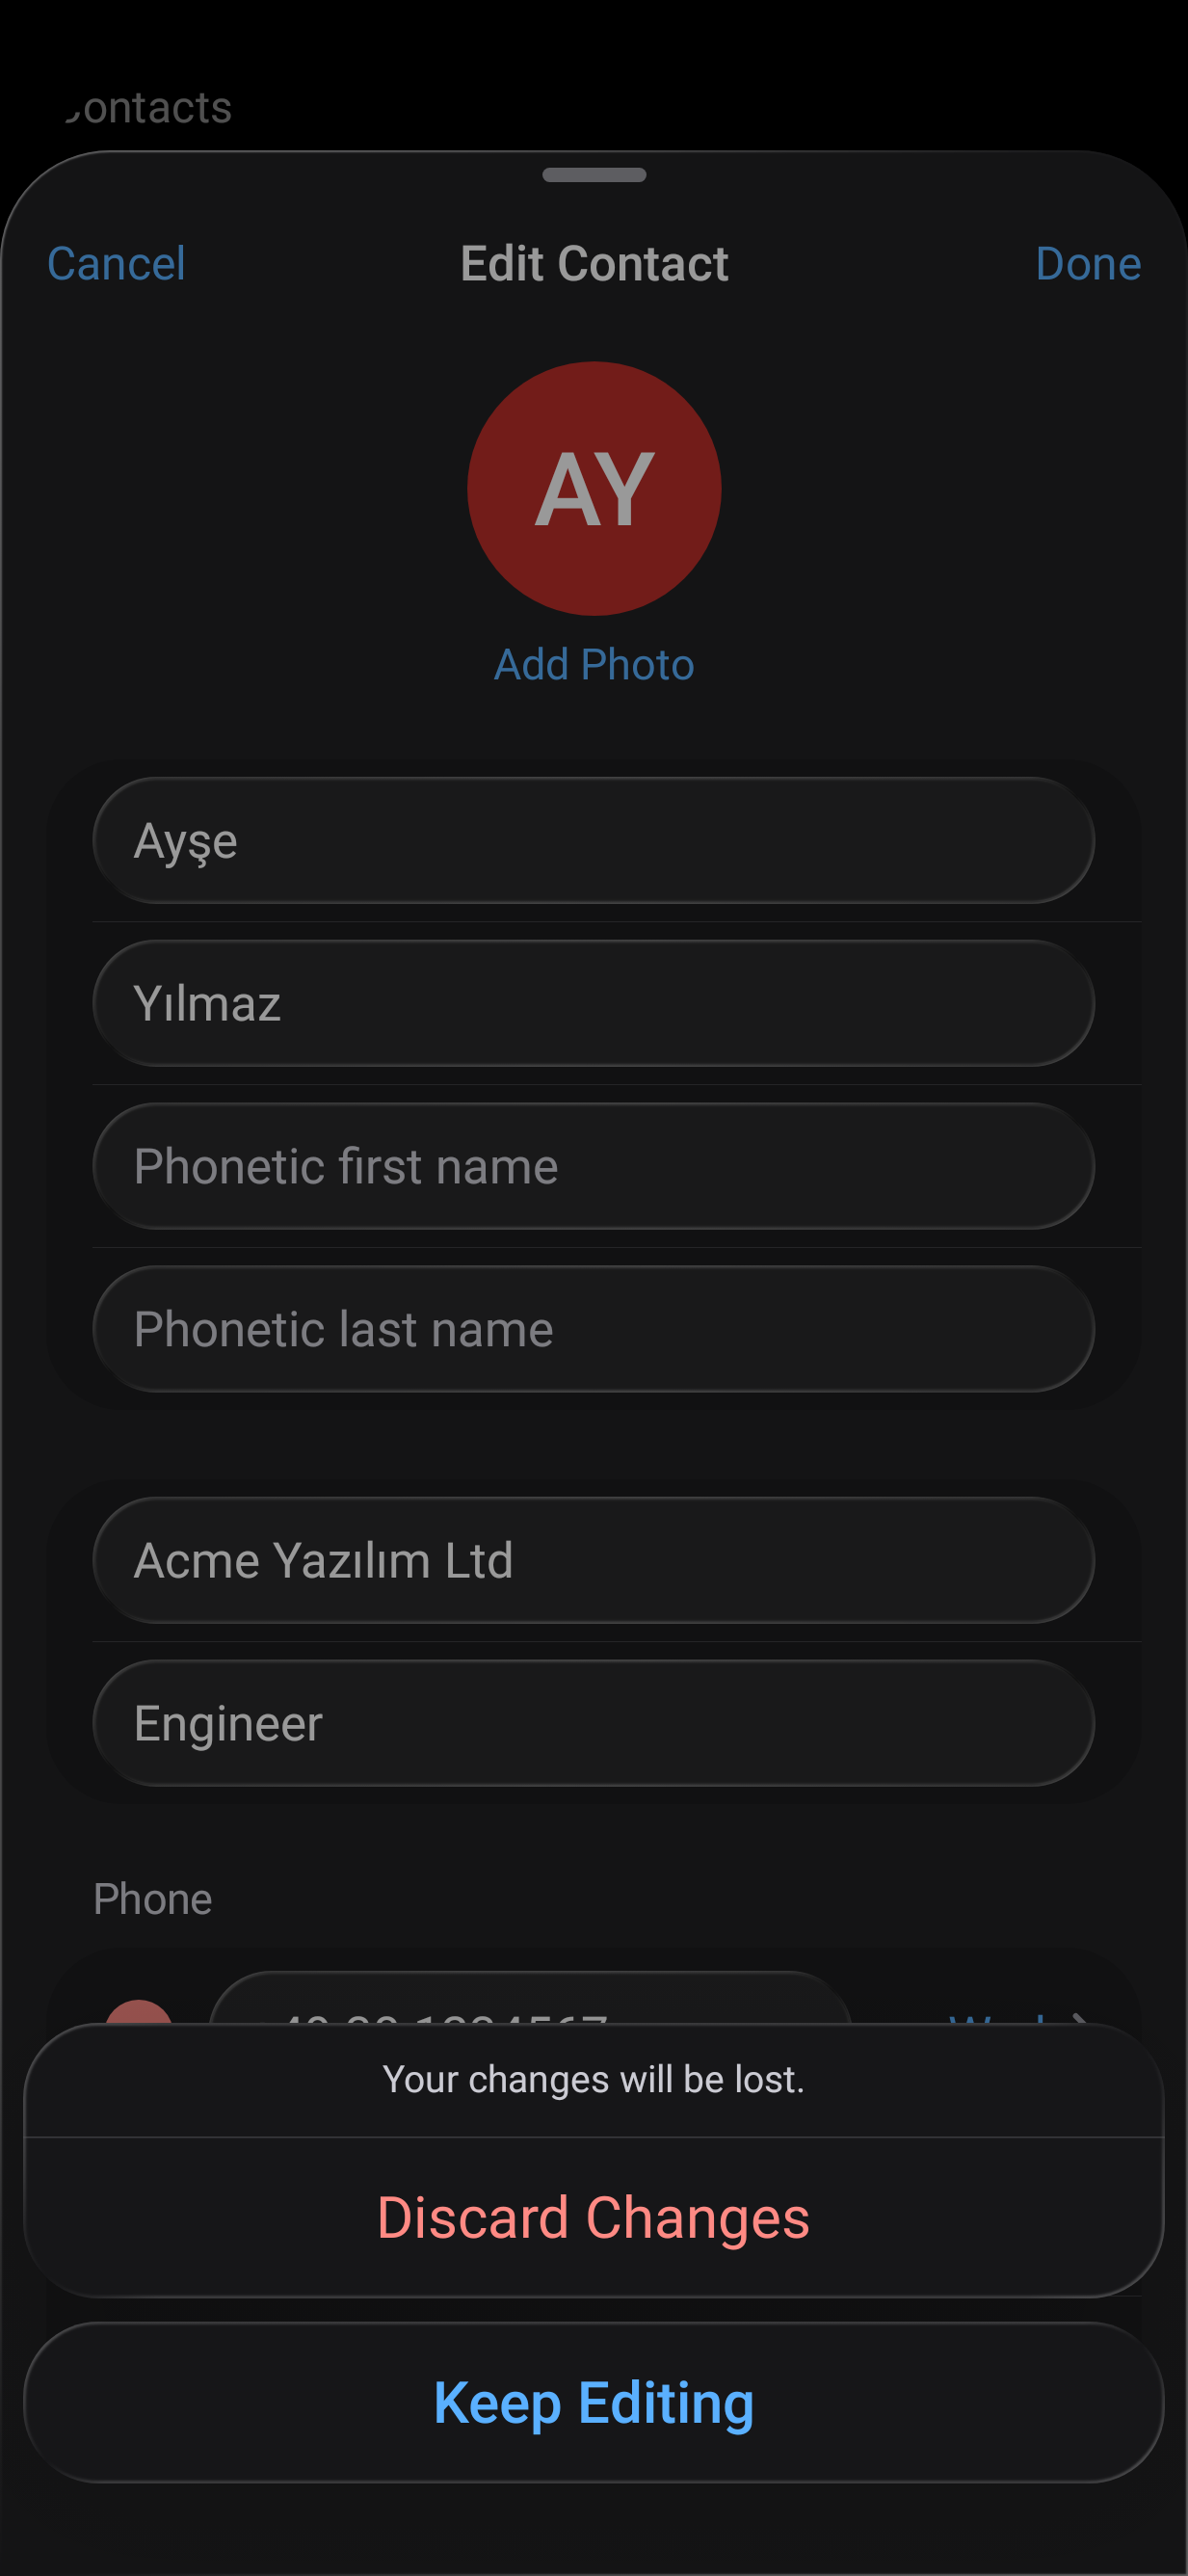 Contacts
Cancel Edit Contact Done
AY
Add Photo
Ayşe
Yılmaz
Phonetic first name
Phonetic last name
Acme Yazılım Ltd
Engineer
Phone
Your changes will be lost.
Discard Changes
Keep Editing